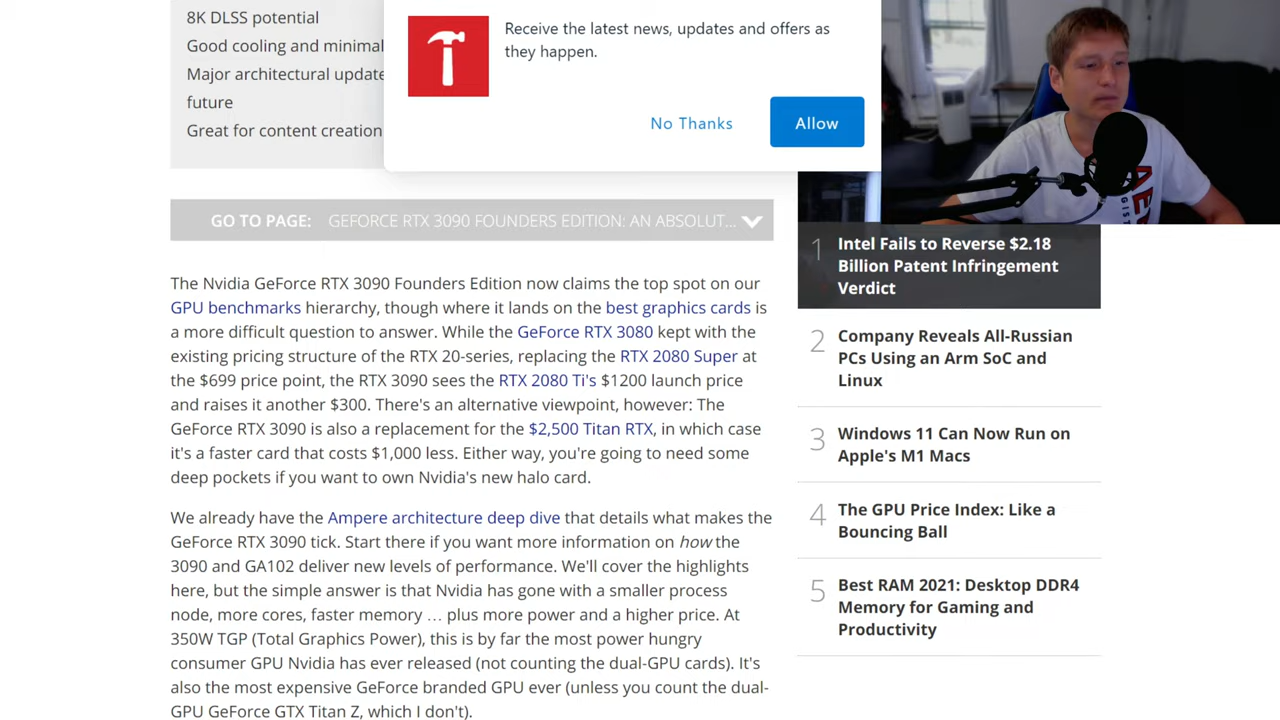 8K DLSS potential
Good cooling and minimal
Major architectural update
future
Great for content creation
Receive the latest news, updates and offers as
they happen.
No Thanks
Allow
GO TO PAGE: GEFORCE RTX 3090 FOUNDERS EDITION: AN ABSOLUT...
The Nvidia GeForce RTX 3090 Founders Edition now claims the top spot on our
GPU benchmarks hierarchy, though where it lands on the best graphics cards is
a more difficult question to answer. While the GeForce RTX 3080 kept with the
existing pricing structure of the RTX 20-series, replacing the RTX 2080 Super at
the $699 price point, the RTX 3090 sees the RTX 2080 Ti's $1200 launch price
and raises it another $300. There's an alternative viewpoint, however: The
GeForce RTX 3090 is also a replacement for the $2,500 Titan RTX, in which case
it's a faster card that costs $1,000 less. Either way, you're going to need some
deep pockets if you want to own Nvidia's new halo card.
We already have the Ampere architecture deep dive that details what makes the
GeForce RTX 3090 tick. Start there if you want more information on how the
3090 and GA102 deliver new levels of performance. We'll cover the highlights
here, but the simple answer is that Nvidia has gone with a smaller process
node, more cores, faster memory … plus more power and a higher price. At
350W TGP (Total Graphics Power), this is by far the most power hungry
consumer GPU Nvidia has ever released (not counting the dual-GPU cards). It's
also the most expensive GeForce branded GPU ever (unless you count the dual-
GPU GeForce GTX Titan Z, which I don't).
1 Intel Fails to Reverse $2.18
Billion Patent Infringement
Verdict
2 Company Reveals All-Russian
PCs Using an Arm SoC and
Linux
3 Windows 11 Can Now Run on
Apple's M1 Macs
4 The GPU Price Index: Like a
Bouncing Ball
5 Best RAM 2021: Desktop DDR4
Memory for Gaming and
Productivity